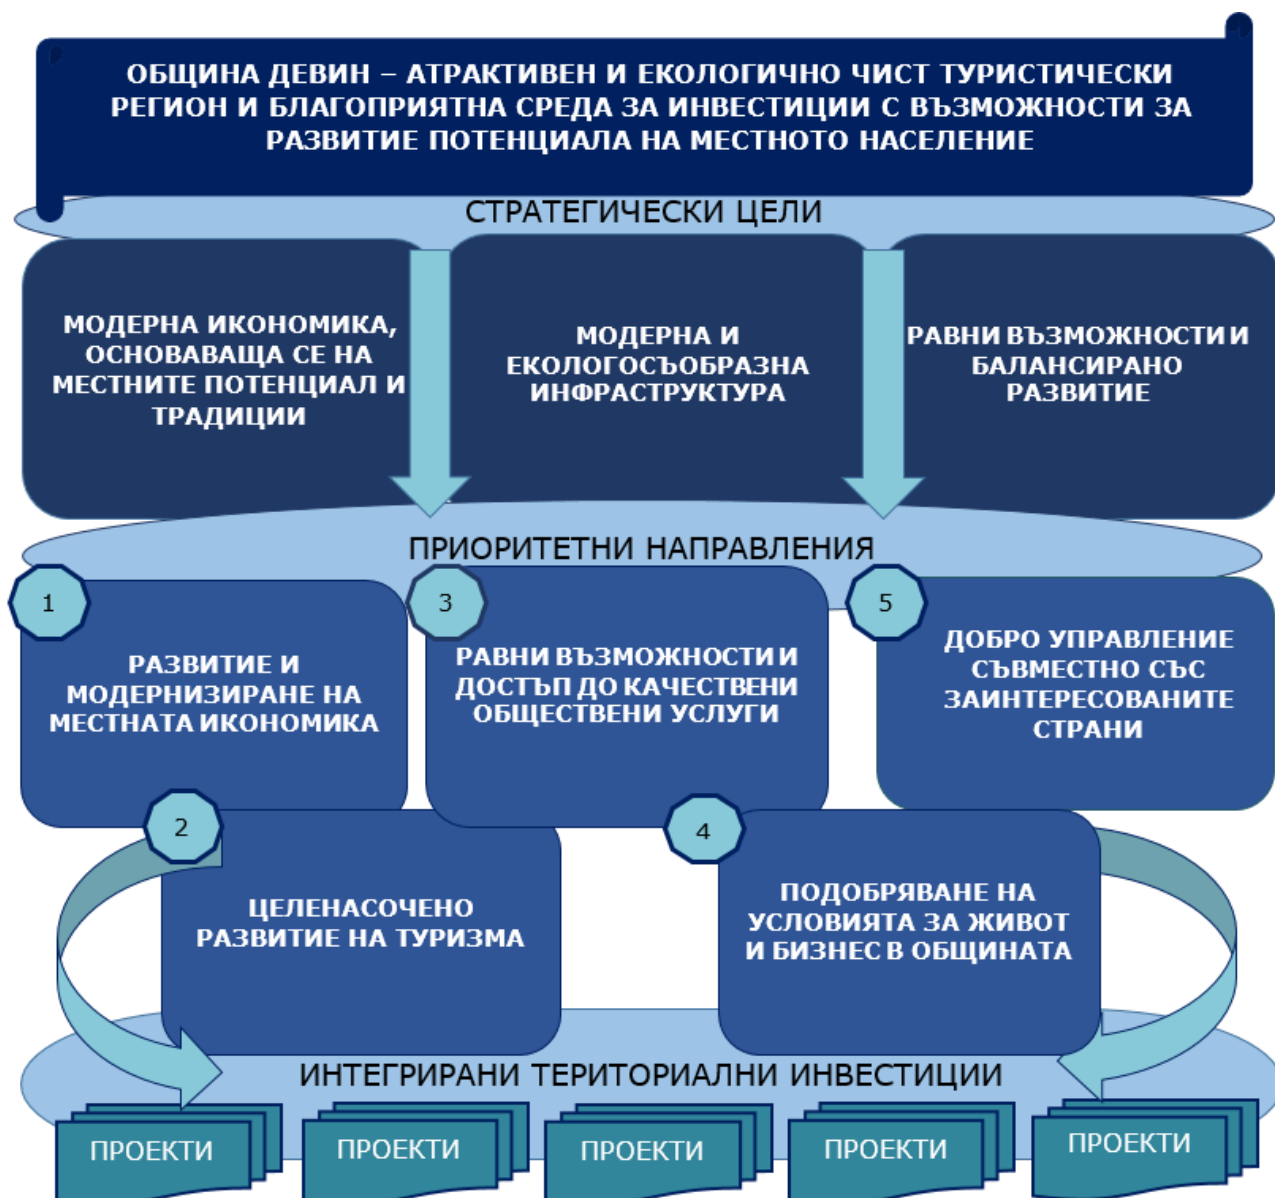 ОБЩИНА ДЕВИН – АТРАКТИВЕН И ЕКОЛОГИЧНО ЧИСТ ТУРИСТИЧЕСКИ
РЕГИОН И БЛАГОПРИЯТНА СРЕДА ЗА ИНВЕСТИЦИИ С ВЪЗМОЖНОСТИ ЗА
РАЗВИТИЕ ПОТЕНЦИАЛА НА МЕСТНОТО НАСЕЛЕНИЕ
СТРАТЕГИЧЕСКИ ЦЕЛИ
МОДЕРНА ИКОНОМИКА,
ОСНОВАВАЩА СЕ НА
МЕСТНИТЕ ПОТЕНЦИАЛ И
ТРАДИЦИИ
МОДЕРНА И
ЕКОЛОГОСЪОБРАЗНА
ИНФРАСТРУКТУРА
РАВНИ ВЪЗМОЖНОСТИ И
БАЛАНСИРАНО
РАЗВИТИЕ
ПРИОРИТЕТНИ НАПРАВЛЕНИЯ
1
РАЗВИТИЕ И
МОДЕРНИЗИРАНЕ НА
МЕСТНАТА ИКОНОМИКА
3
РАВНИ ВЪЗМОЖНОСТИ И
ДОСТЪП ДО КАЧЕСТВЕНИ
ОБЩЕСТВЕНИ УСЛУГИ
5
ДОБРО УПРАВЛЕНИЕ
СЪВМЕСТНО СЪС
ЗАИНТЕРЕСОВАНИТЕ
СТРАНИ
2
ЦЕЛЕНАСОЧЕНО
РАЗВИТИЕ НА ТУРИЗМА
4
ПОДОБРЯВАНЕ НА
УСЛОВИЯТА ЗА ЖИВОТ
И БИЗНЕС В ОБЩИНАТА
ИНТЕГРИРАНИ ТЕРИТОРИАЛНИ ИНВЕСТИЦИИ
ПРОЕКТИ
ПРОЕКТИ
ПРОЕКТИ
ПРОЕКТИ
ПРОЕКТИ